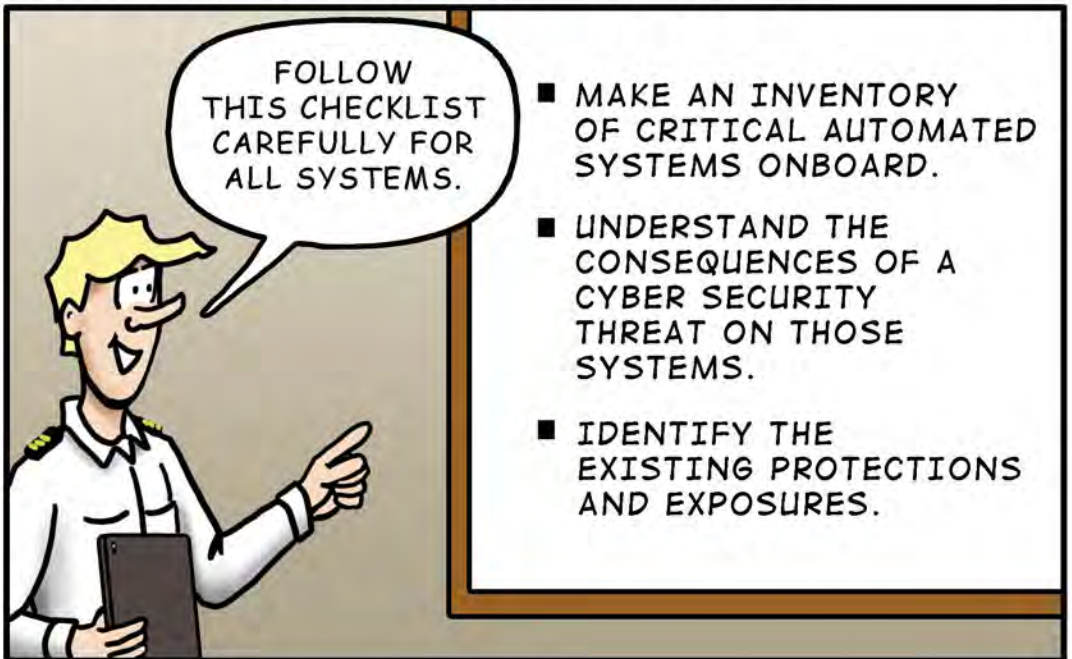 FOLLOW
THIS CHECKLIST
CAREFULLY FOR
ALL SYSTEMS.
■ MAKE AN INVENTORY
OF CRITICAL AUTOMATED
SYSTEMS ONBOARD.
■ UNDERSTAND THE
CONSEQUENCES OF A
CYBER SECURITY
THREAT ON THOSE
SYSTEMS.
■ IDENTIFY THE
EXISTING PROTECTIONS
AND EXPOSURES.